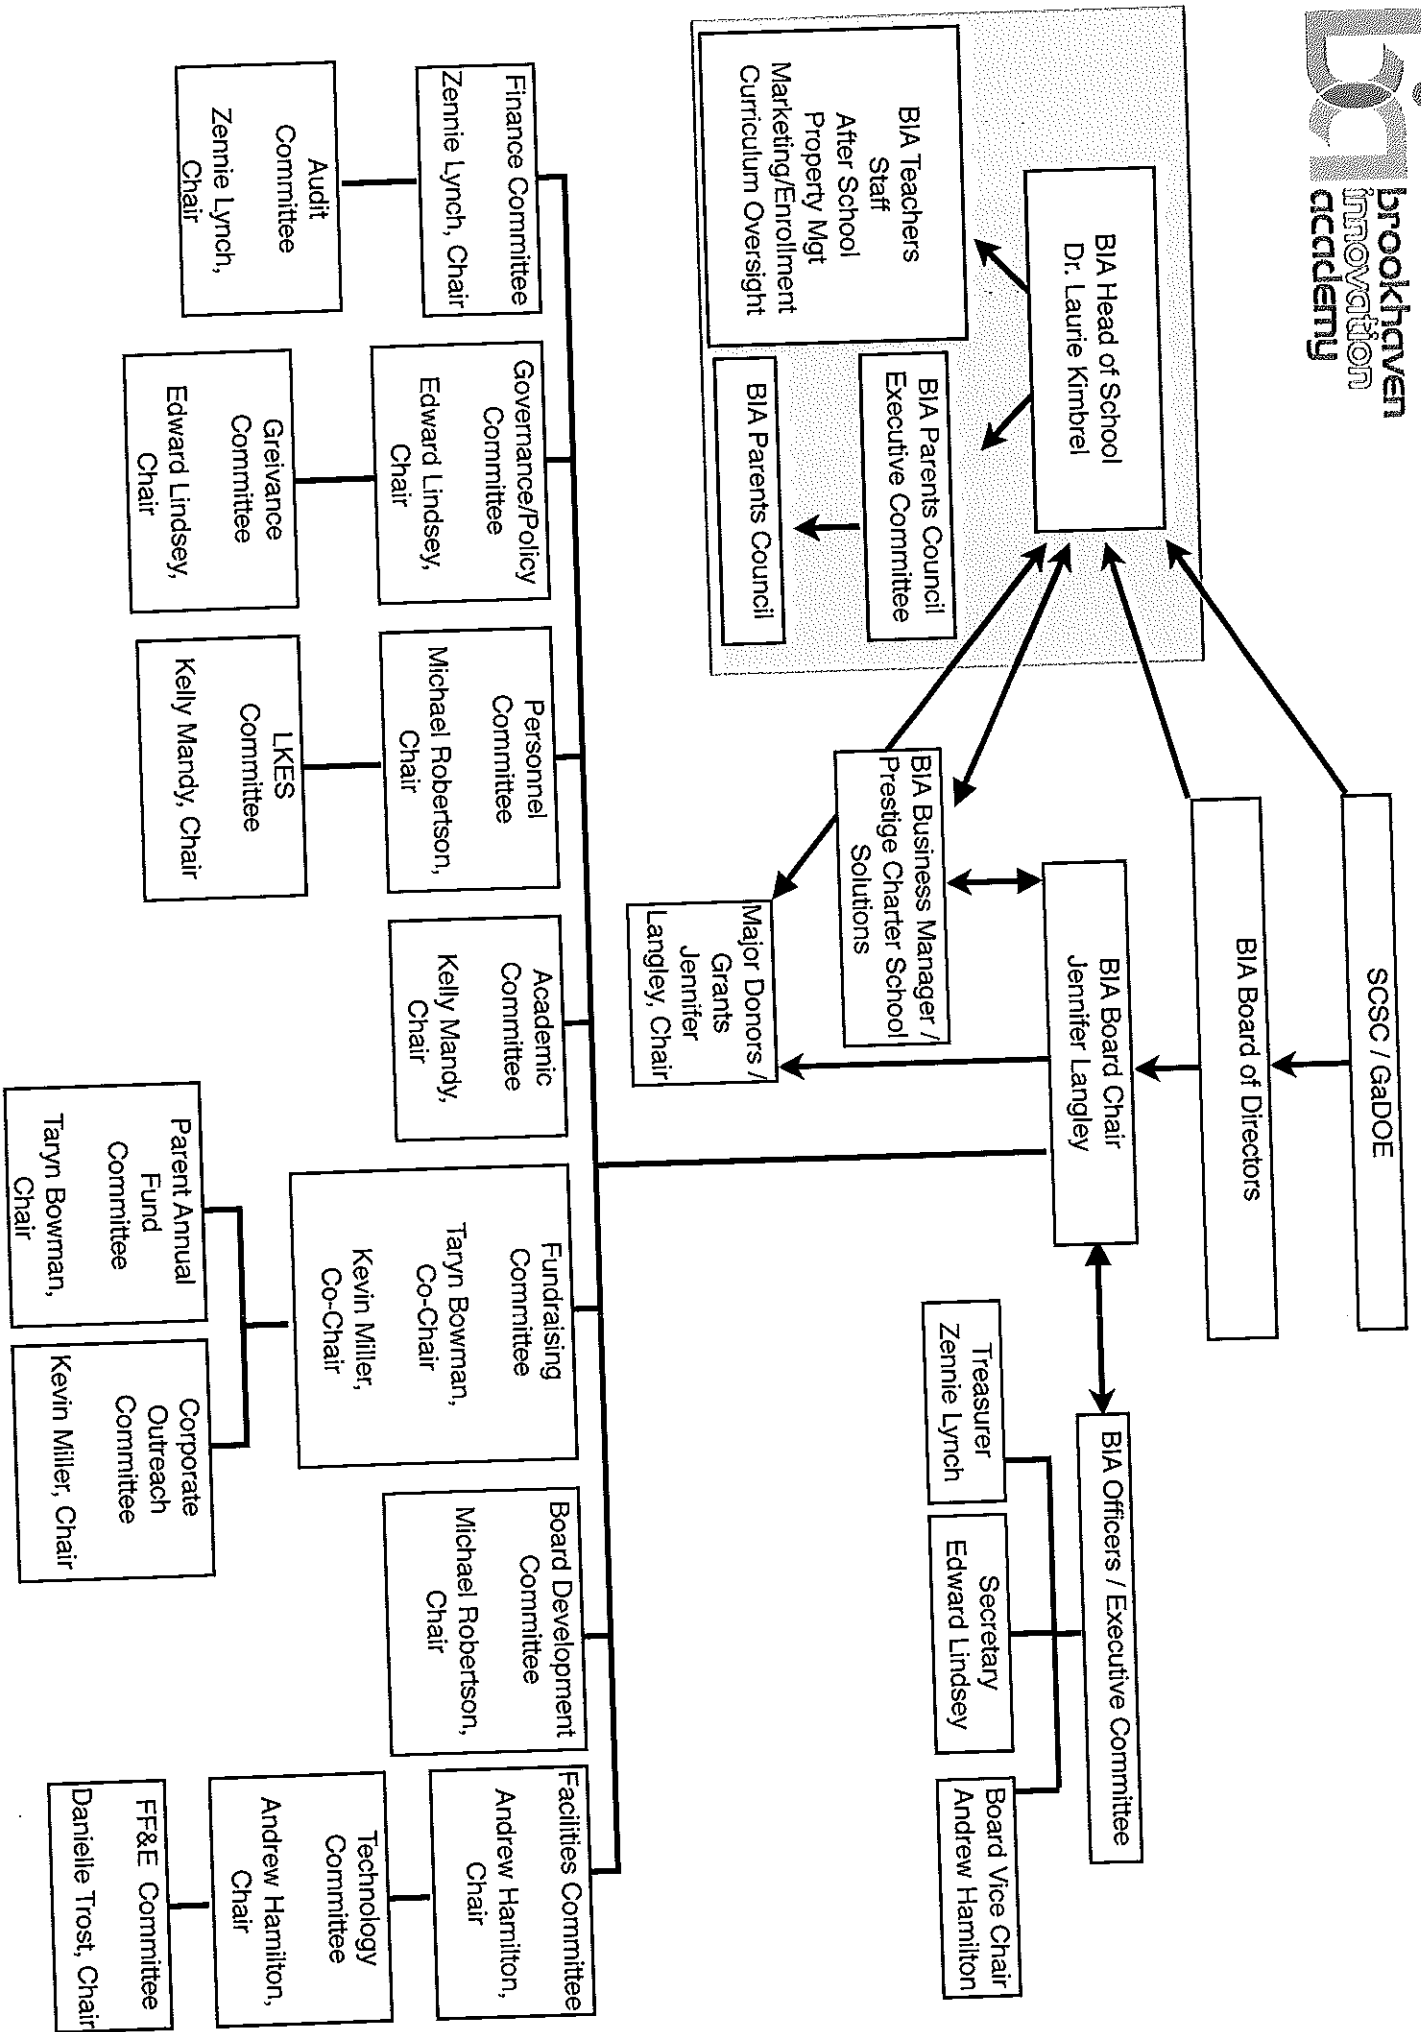 bia
brookhaven
innovation
academy
SCSC / GaDOE
BIA Board of Directors
BIA Board Chair
Jennifer Langley
BIA Officers / Executive Committee
Treasurer
Zennie Lynch
Secretary
Edward Lindsey
Board Vice Chair
Andrew Hamilton
BIA Head of School
Dr. Laurie Kimbrel
BIA Teachers
Staff
After School
Property Mgt
Marketing/Enrollment
Curriculum Oversight
BIA Parents Council
Executive Committee
BIA Parents Council
BIA Business Manager /
Prestige Charter School
Solutions
Major Donors /
Grants
Jennifer
Langley, Chair
Finance Committee
Zennie Lynch, Chair
Audit
Committee
Zennie Lynch,
Chair
Governance/Policy
Committee
Edward Lindsey,
Chair
Greivance
Committee
Edward Lindsey,
Chair
Personnel
Committee
Michael Robertson,
Chair
LKES
Committee
Kelly Mandy, Chair
Academic
Committee
Kelly Mandy,
Chair
Fundraising
Committee
Taryn Bowman,
Co-Chair
Kevin Miller,
Co-Chair
Parent Annual
Fund
Committee
Taryn Bowman,
Chair
Corporate
Outreach
Committee
Kevin Miller, Chair
Board Development
Committee
Michael Robertson,
Chair
Facilities Committee
Andrew Hamilton,
Chair
Technology
Committee
Andrew Hamilton,
Chair
FF&E Committee
Danielle Trost, Chair